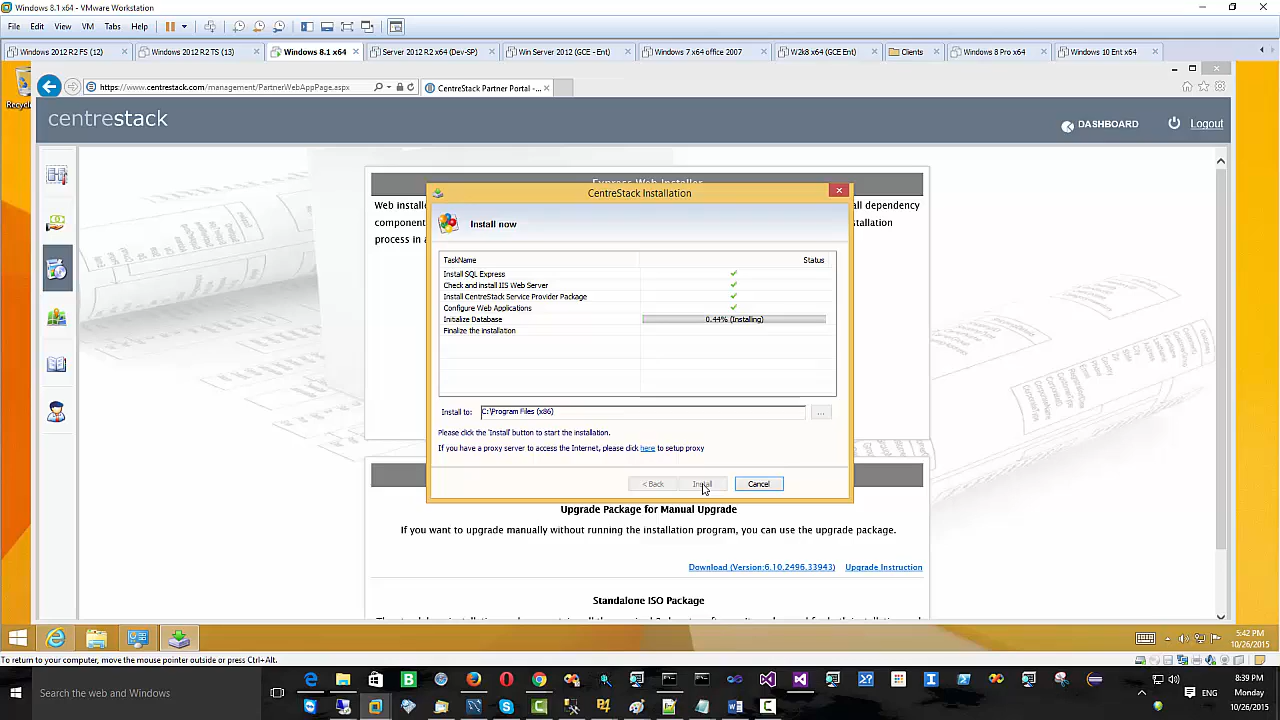 Windows 8.1 x64 - VMware Workstation
File Edit View VM Tabs Help
Windows 2012 R2 FS (12) Windows 2012 R2 TS (13) Windows 8.1 x64 Server 2012 R2 x64 (Dev-SP) Win Server 2012 (GCE - Ent) Windows 7 x64 office 2007 W2k8 x64 (GCE Ent) Clients Windows 8 Pro x64 Windows 10 Ent x64
https://www.centrestack.com/management/PartnerWebAppPage.aspx CentreStack Partner Portal -...
centrestack DASHBOARD Logout
Express Web Installer
CentreStack Installation
Install now
TaskName Status
Install SQL Express
Check and install IIS Web Server
Install CentreStack Service Provider Package
Configure Web Applications
Initialize Database 0.44% (Installing)
Finalize the installation
Install to: C:\Program Files (x86) ...
Please click the 'Install' button to start the installation.
If you have a proxy server to access the Internet, please click here to setup proxy
< Back Install Cancel
Web installe
componen
process in a
all dependency
stallation
Upgrade Package for Manual Upgrade
If you want to upgrade manually without running the installation program, you can use the upgrade package.
Download (Version:6.10.2496.33943) Upgrade Instruction
Standalone ISO Package
5:42 PM
10/26/2015
To return to your computer, move the mouse pointer outside or press Ctrl+Alt.
Search the web and Windows
ENG
8:39 PM
Monday
10/26/2015